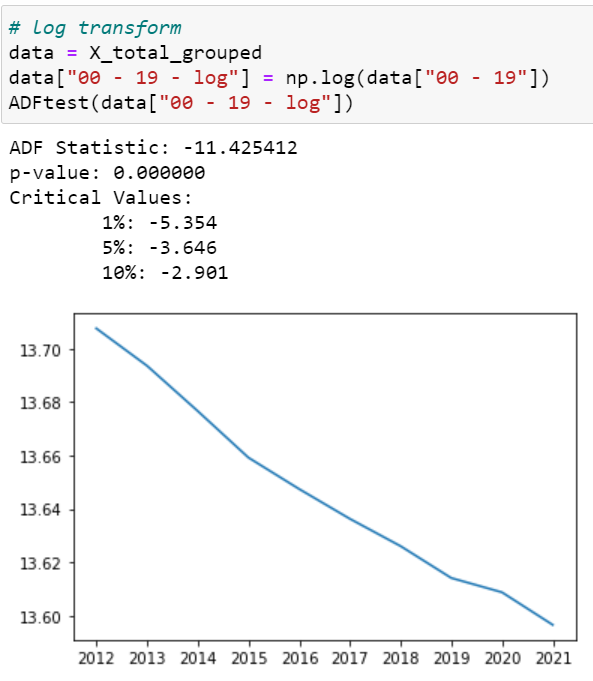 # log transform
data = X_total_grouped
data["00 - 19 - log"] = np.log(data["00 - 19"])
ADFtest(data["00 - 19 - log"])
ADF Statistic: -11.425412
p-value: 0.000000
Critical Values:
1%: -5.354
5%: -3.646
10%: -2.901
13.70
13.68
13.66
13.64
13.62
13.60
2012 2013 2014 2015 2016 2017 2018 2019 2020 2021